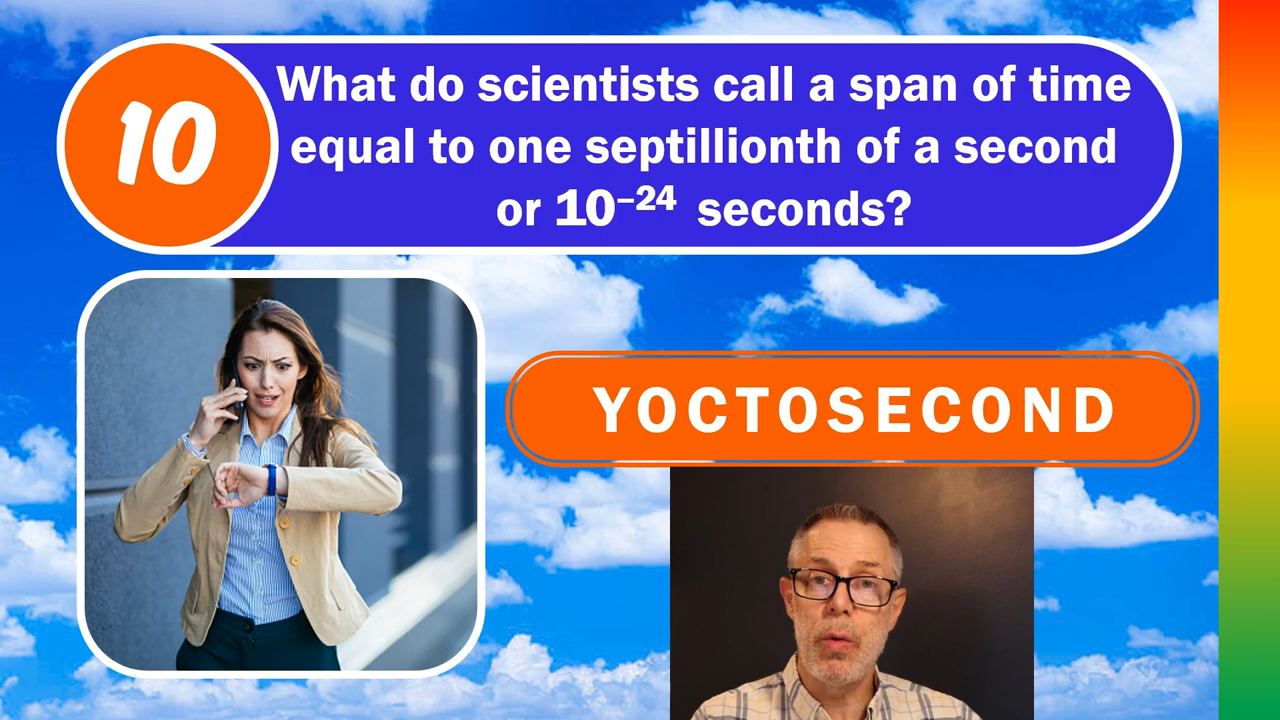 10
What do scientists call a span of time
equal to one septillionth of a second
or 10⁻²⁴ seconds?
YOCTOSECOND